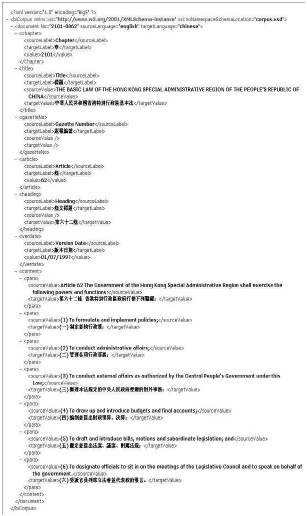 <?xml version="1.0" encoding="Big5" ?>
- <biCorpus xmlns:xsi="http://www.w3.org/2001/XMLSchema-instance" xsi:noNamespaceSchemaLocation="corpus.xsd">
- <document No="2101-0062" sourceLanguage="english" targetLanguage="chinese">
- <chapter>
<sourceLabel>Chapter</sourceLabel>
<targetLabel>章</targetLabel>
<value>2101</value>
</chapter>
- <title>
<sourceLabel>Title</sourceLabel>
<targetLabel>標題</targetLabel>
<sourceValue>THE BASIC LAW OF THE HONG KONG SPECIAL ADMINISTRATIVE REGION OF THE PEOPLE'S REPUBLIC OF
CHINA</sourceValue>
<targetValue>中華人民共和國香港特別行政區基本法</targetValue>
</title>
- <gazetteNo>
<sourceLabel>Gazette Number</sourceLabel>
<targetLabel>憲報編號</targetLabel>
<sourceValue />
<targetValue />
</gazetteNo>
- <article>
<sourceLabel>Article</sourceLabel>
<targetLabel>條</targetLabel>
<value>62</value>
</article>
- <heading>
<sourceLabel>Heading</sourceLabel>
<targetLabel>條文標題</targetLabel>
<sourceValue />
<targetValue>第六十二條</targetValue>
</heading>
- <verdate>
<sourceLabel>Version Date</sourceLabel>
<targetLabel>版本日期</targetLabel>
<value>01/07/1997</value>
</verdate>
- <content>
- <para>
<sourceValue>Article 62 The Government of the Hong Kong Special Administrative Region shall exercise the
following powers and functions:</sourceValue>
<targetValue>第六十二條 香港特別行政區政府行使下列職權：</targetValue>
</para>
- <para>
<sourceValue>(1) To formulate and implement policies;</sourceValue>
<targetValue>(一) 制定並執行政策；</targetValue>
</para>
- <para>
<sourceValue>(2) To conduct administrative affairs;</sourceValue>
<targetValue>(二) 管理各項行政事務；</targetValue>
</para>
- <para>
<sourceValue>(3) To conduct external affairs as authorized by the Central People's Government under this
Law;</sourceValue>
<targetValue>(三) 辦理本法規定的中央人民政府授權的對外事務；</targetValue>
</para>
- <para>
<sourceValue>(4) To draw up and introduce budgets and final accounts;</sourceValue>
<targetValue>(四) 編制並提出財政預算、決算；</targetValue>
</para>
- <para>
<sourceValue>(5) To draft and introduce bills, motions and subordinate legislation; and</sourceValue>
<targetValue>(五) 擬定並提出法案、議案、附屬法規；</targetValue>
</para>
- <para>
<sourceValue>(6) To designate officials to sit in on the meetings of the Legislative Council and to speak on behalf of
the government.</sourceValue>
<targetValue>(六) 委派官員列席立法會並代表政府發言。</targetValue>
</para>
</content>
</document>
</biCorpus>